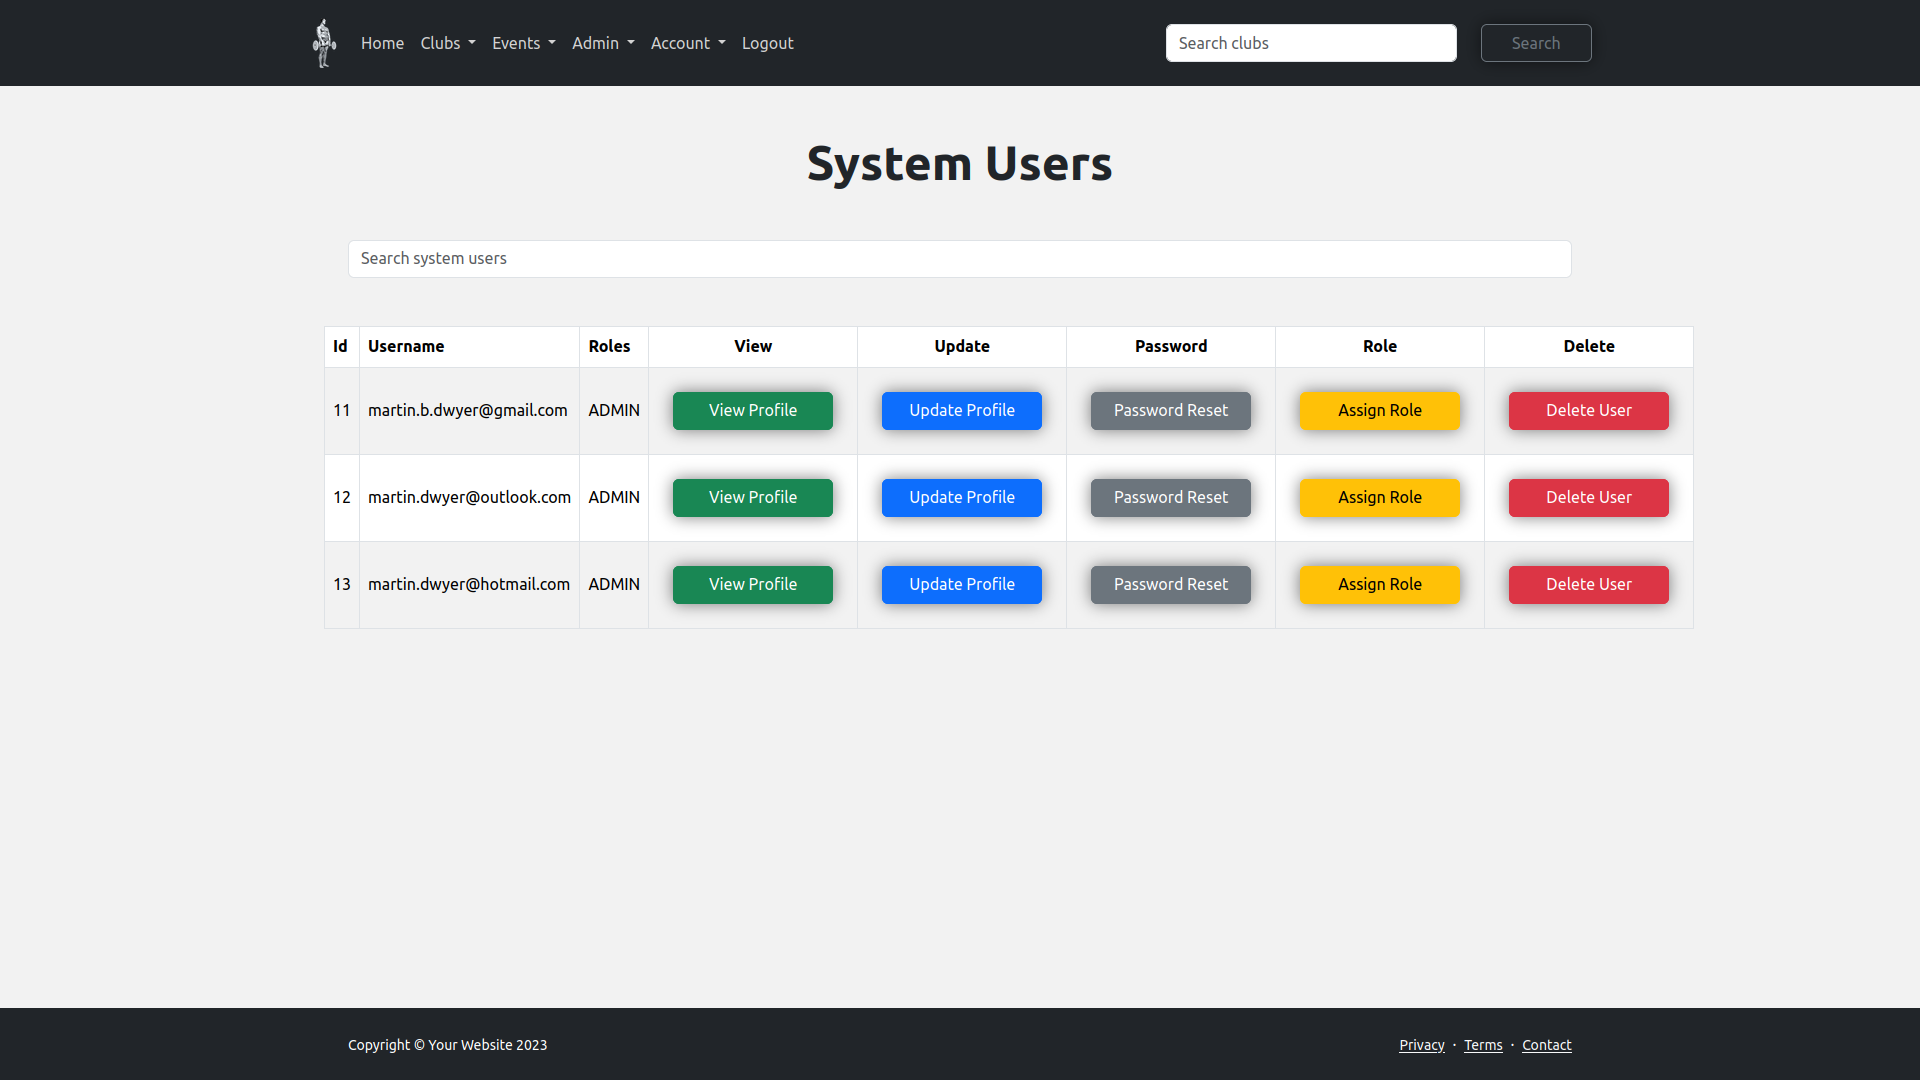 Home Clubs Events Admin Account Logout Search clubs Search
System Users
Search system users
Id Username Roles View Update Password Role Delete
11 martin.b.dwyer@gmail.com ADMIN View Profile Update Profile Password Reset Assign Role Delete User
12 martin.dwyer@outlook.com ADMIN View Profile Update Profile Password Reset Assign Role Delete User
13 martin.dwyer@hotmail.com ADMIN View Profile Update Profile Password Reset Assign Role Delete User
Copyright © Your Website 2023 Privacy · Terms · Contact